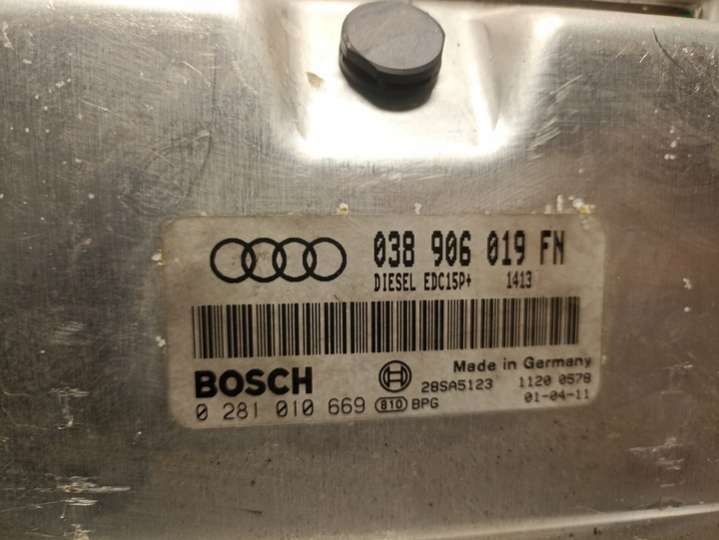 038 906 019 FN
DIESEL EDC15P+ 1413
BOSCH
Made in Germany
28SA5123 1120 0578
0 281 010 669 810 BPG 01-04-11